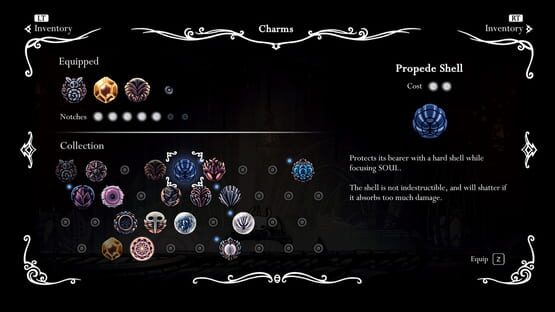 LT
RT
Inventory
Charms
Inventory
Equipped
Notches
Collection
Propede Shell
Cost
Protects its bearer with a hard shell while
focusing SOUL.
The shell is not indestructible, and will shatter if
it absorbs too much damage.
Equip Z